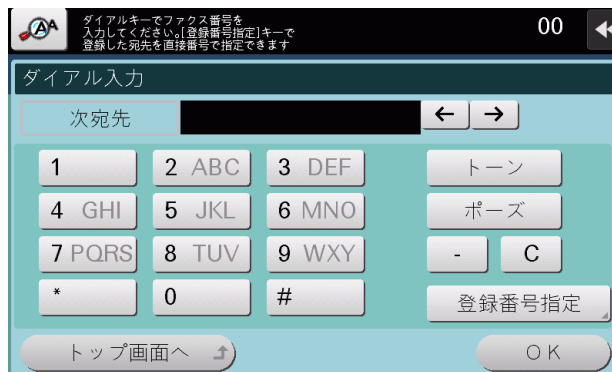 ダイアルキーでファクス番号を
入力してください。[登録番号指定]キーで
登録した宛先を直接番号で指定できます
00
ダイアル入力
次宛先 ← →
1 2 ABC 3 DEF トーン
4 GHI 5 JKL 6 MNO ポーズ
7 PQRS 8 TUV 9 WXY - C
* 0 # 登録番号指定
トップ画面へ OK